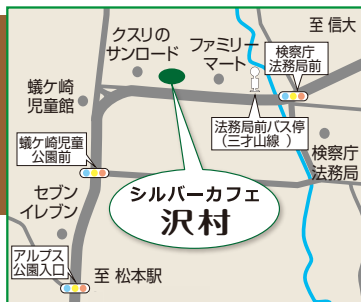 至 信大
クスリの
サンロード
ファミリー
マート
検察庁
法務局前
蟻ケ崎
児童館
法務局前バス停
(三才山線 )
検察庁
法務局
蟻ケ崎児童
公園前
シルバーカフェ
沢村
セブン
イレブン
アルプス
公園入口
至 松本駅